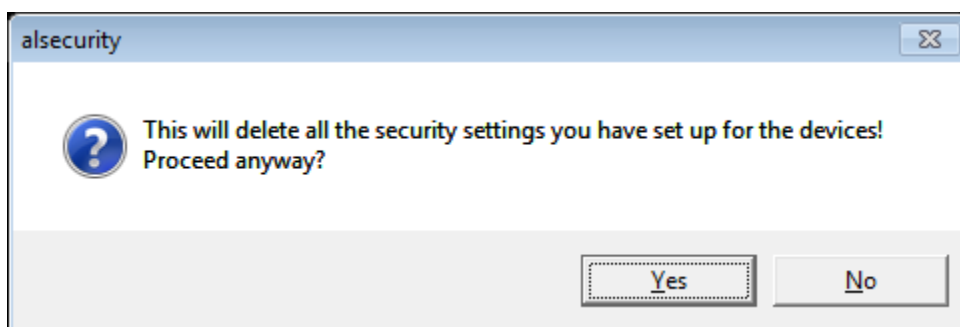 alsecurity
This will delete all the security settings you have set up for the devices!
Proceed anyway?
Yes
No